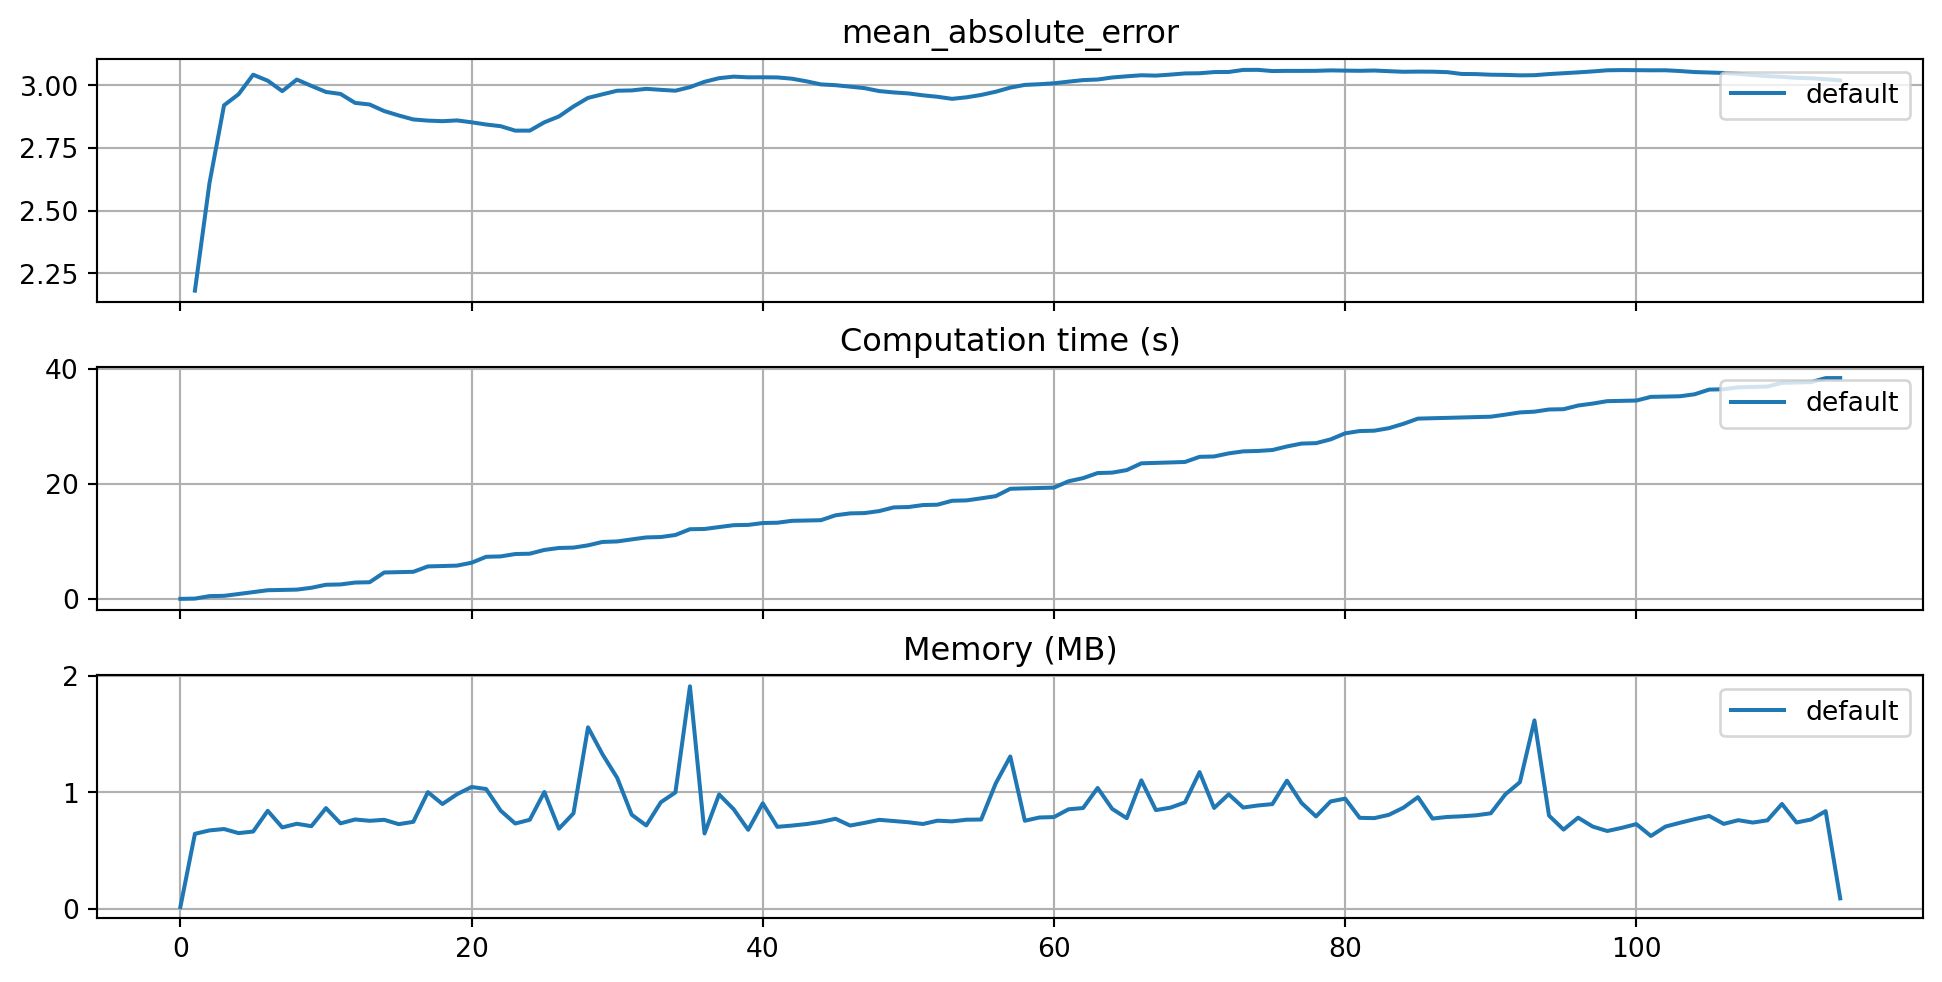 mean_absolute_error
3.00
2.75
2.50
2.25
default
Computation time (s)
40
20
0
default
Memory (MB)
2
1
0
default
0 20 40 60 80 100